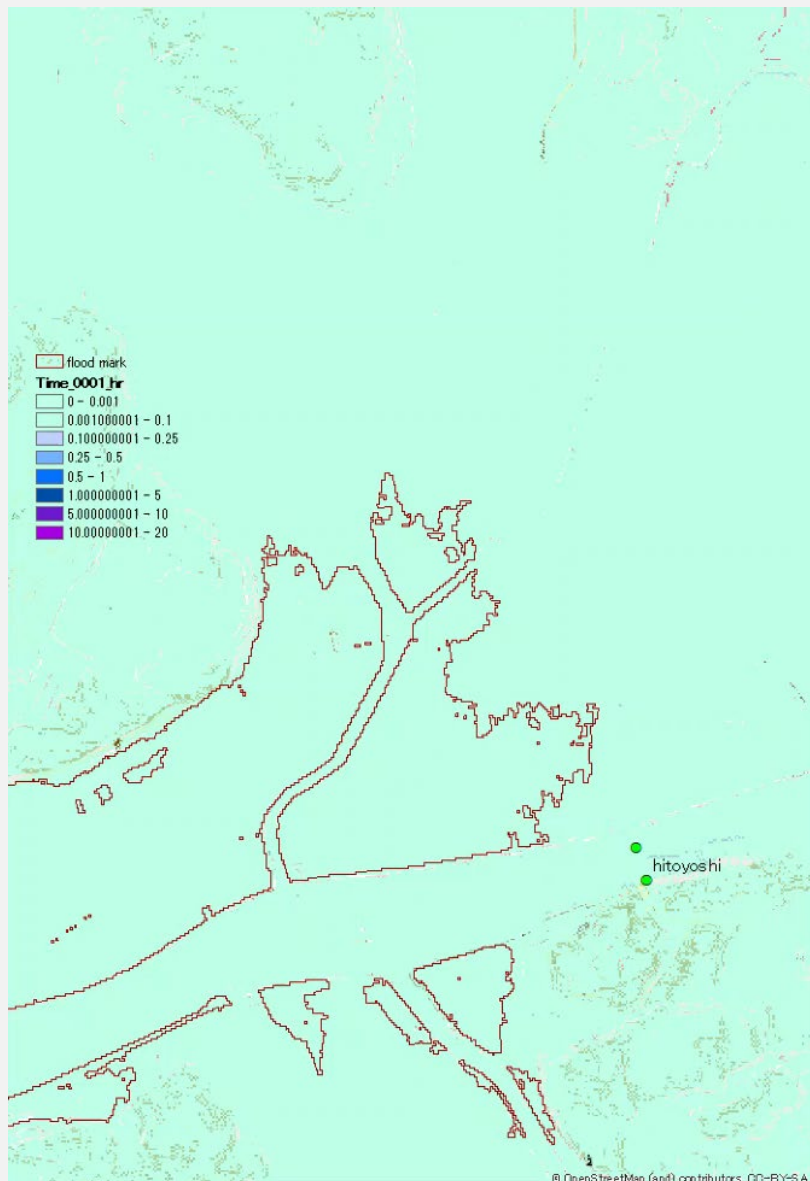 flood mark
Time_0001_hr
0 - 0.001
0.001000001 - 0.1
0.100000001 - 0.25
0.25 - 0.5
0.5 - 1
1.000000001 - 5
5.000000001 - 10
10.00000001 - 20
hitoyoshi
© OpenStreetMap (and) contributors, CC-BY-SA